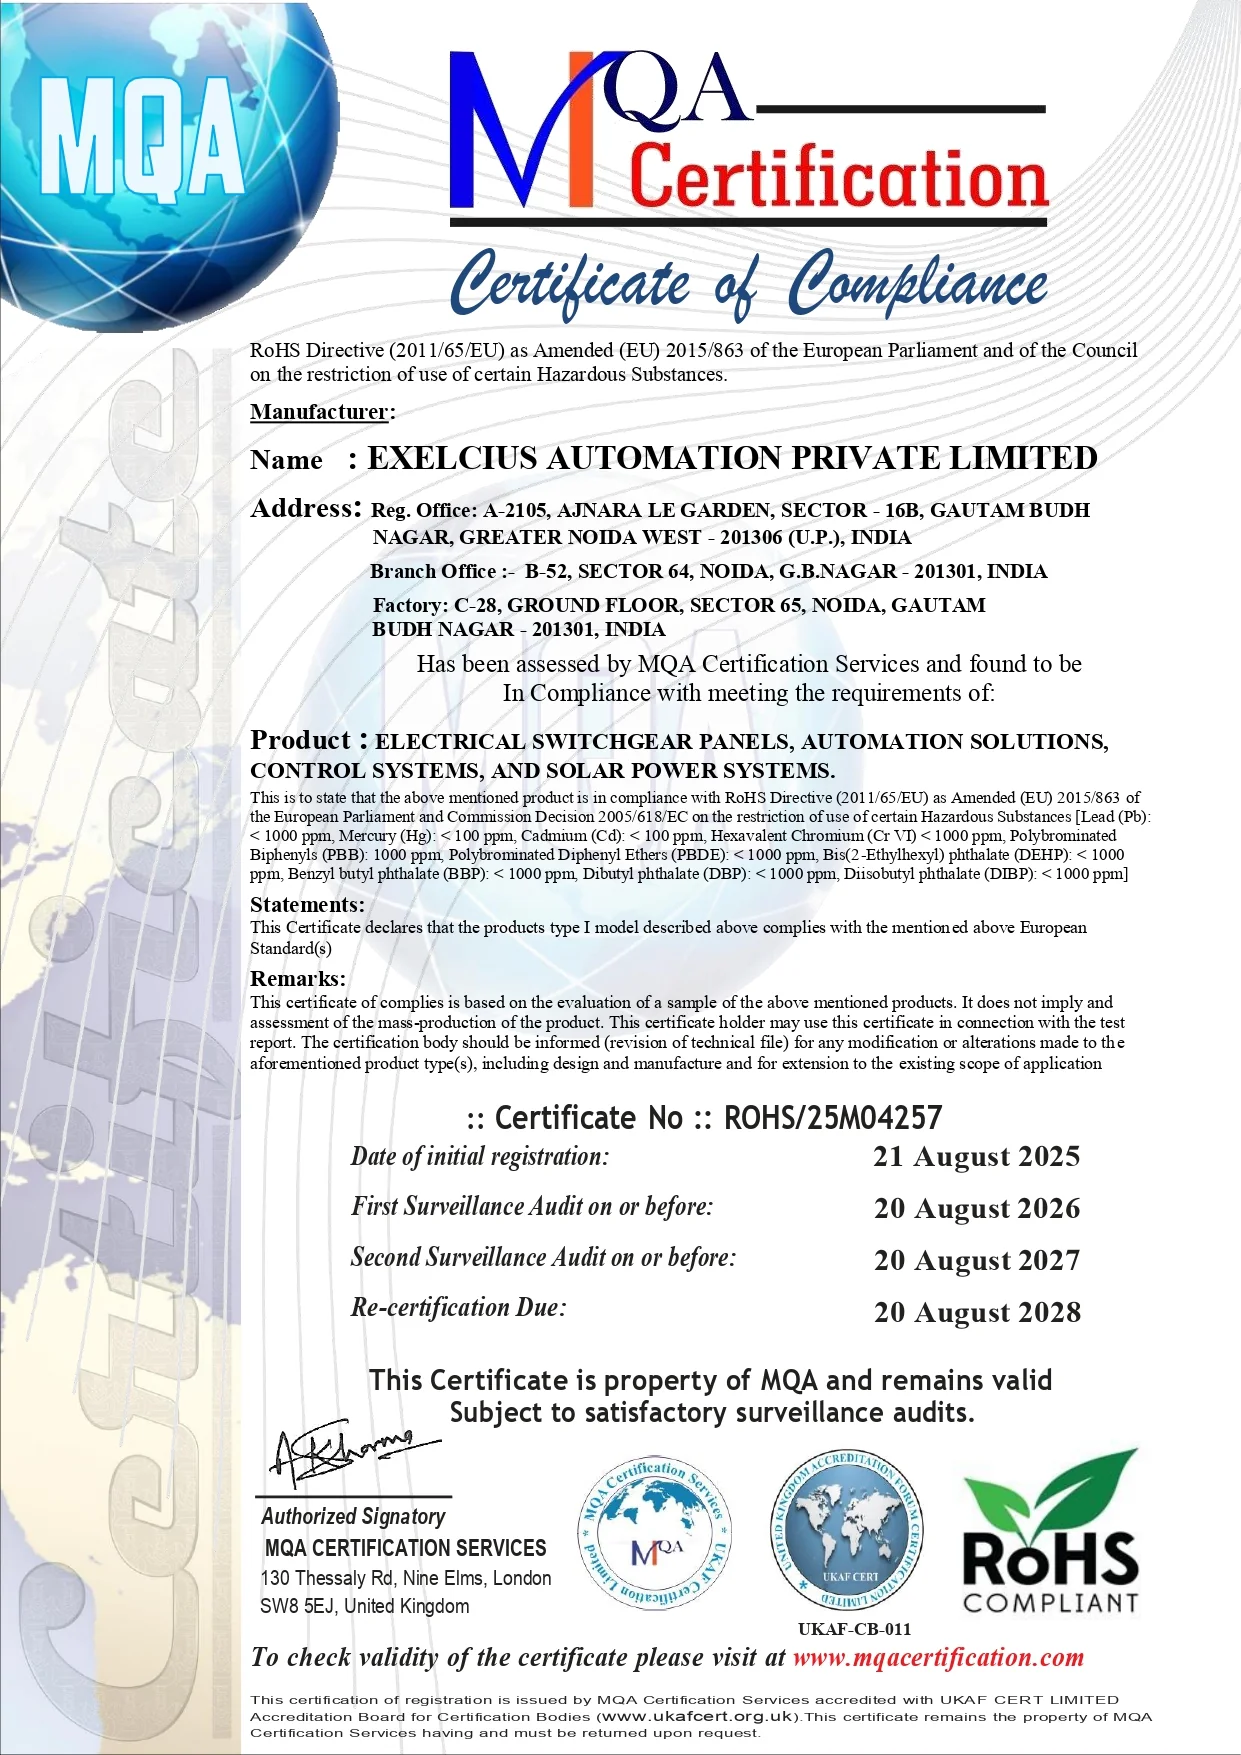 MQA
MQA
Certification
Certificate of Compliance
RoHS Directive (2011/65/EU) as Amended (EU) 2015/863 of the European Parliament and of the Council
on the restriction of use of certain Hazardous Substances.
Manufacturer:
Name : EXELCIUS AUTOMATION PRIVATE LIMITED
Address: Reg. Office: A-2105, AJNARA LE GARDEN, SECTOR - 16B, GAUTAM BUDH
NAGAR, GREATER NOIDA WEST - 201306 (U.P.), INDIA
Branch Office :- B-52, SECTOR 64, NOIDA, G.B.NAGAR - 201301, INDIA
Factory: C-28, GROUND FLOOR, SECTOR 65, NOIDA, GAUTAM
BUDH NAGAR - 201301, INDIA
Has been assessed by MQA Certification Services and found to be
In Compliance with meeting the requirements of:
Product : ELECTRICAL SWITCHGEAR PANELS, AUTOMATION SOLUTIONS,
CONTROL SYSTEMS, AND SOLAR POWER SYSTEMS.
This is to state that the above mentioned product is in compliance with RoHS Directive (2011/65/EU) as Amended (EU) 2015/863 of
the European Parliament and Commission Decision 2005/618/EC on the restriction of use of certain Hazardous Substances [Lead (Pb):
< 1000 ppm, Mercury (Hg): < 100 ppm, Cadmium (Cd): < 100 ppm, Hexavalent Chromium (Cr VI) < 1000 ppm, Polybrominated
Biphenyls (PBB): 1000 ppm, Polybrominated Diphenyl Ethers (PBDE): < 1000 ppm, Bis(2-Ethylhexyl) phthalate (DEHP): < 1000
ppm, Benzyl butyl phthalate (BBP): < 1000 ppm, Dibutyl phthalate (DBP): < 1000 ppm, Diisobutyl phthalate (DIBP): < 1000 ppm]
Statements:
This Certificate declares that the products type I model described above complies with the mentioned above European
Standard(s)
Remarks:
This certificate of complies is based on the evaluation of a sample of the above mentioned products. It does not imply and
assessment of the mass-production of the product. This certificate holder may use this certificate in connection with the test
report. The certification body should be informed (revision of technical file) for any modification or alterations made to the
aforementioned product type(s), including design and manufacture and for extension to the existing scope of application
:: Certificate No :: ROHS/25M04257
Date of initial registration: 21 August 2025
First Surveillance Audit on or before: 20 August 2026
Second Surveillance Audit on or before: 20 August 2027
Re-certification Due: 20 August 2028
This Certificate is property of MQA and remains valid
Subject to satisfactory surveillance audits.
AKSharma
Authorized Signatory
MQA CERTIFICATION SERVICES
130 Thessaly Rd, Nine Elms, London
SW8 5EJ, United Kingdom
* MQA Certification Services * UKAF Certification Limited
MQA
UNITED KINGDOM ACCREDITATION FORUM CERTIFICATION LIMITED *
UKAF CERT
UKAF-CB-011
RoHS
COMPLIANT
To check validity of the certificate please visit at www.mqacertification.com
This certification of registration is issued by MQA Certification Services accredited with UKAF CERT LIMITED
Accreditation Board for Certification Bodies (www.ukafcert.org.uk).This certificate remains the property of MQA
Certification Services having and must be returned upon request.
Certificate
MQA